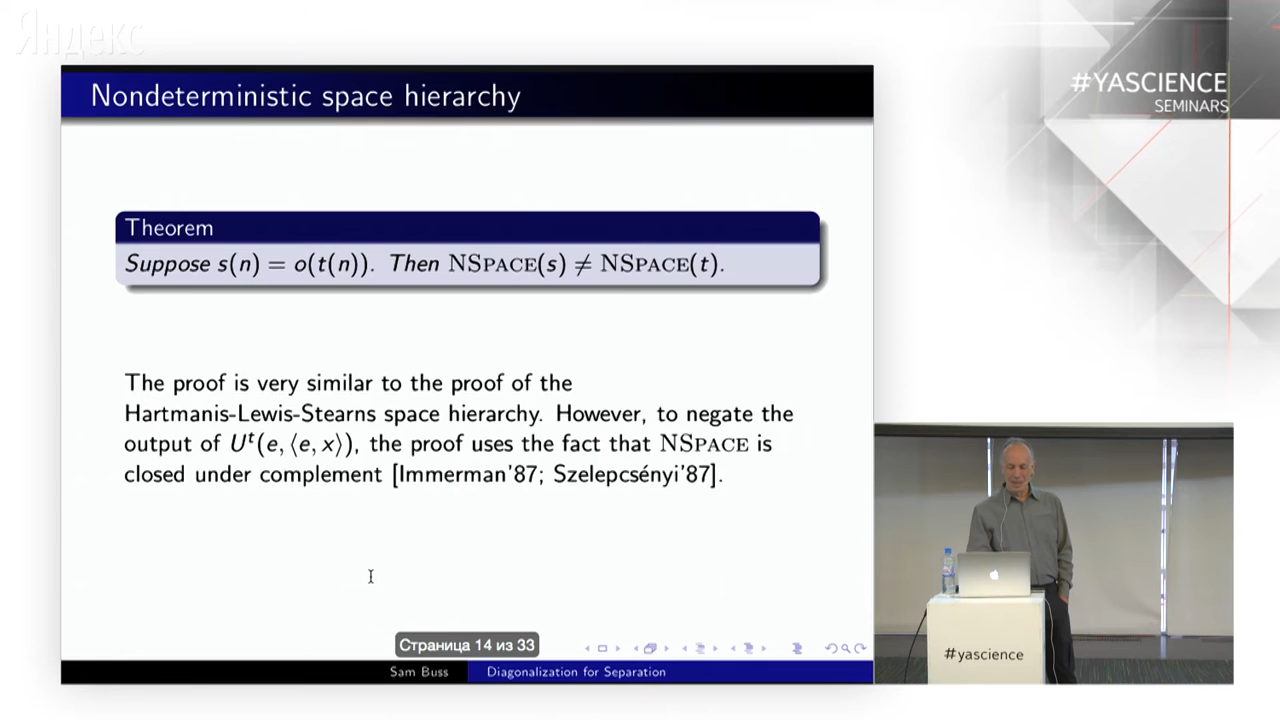 Яндекс
Nondeterministic space hierarchy
#YASCIENCE
SEMINARS
Theorem
Suppose s(n) = o(t(n)). Then NSPACE(s) ≠ NSPACE(t).
The proof is very similar to the proof of the
Hartmanis-Lewis-Stearns space hierarchy. However, to negate the
output of Uᵗ(e, ⟨e, x⟩), the proof uses the fact that NSPACE is
closed under complement [Immerman'87; Szelepcsényi'87].
Страница 14 из 33
Sam Buss
Diagonalization for Separation
#yascience